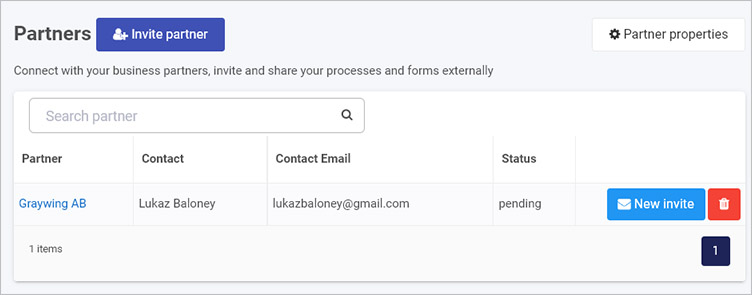 Partners Invite partner Partner properties
Connect with your business partners, invite and share your processes and forms externally
Search partner
Partner Contact Contact Email Status
Graywing AB Lukaz Baloney lukazbaloney@gmail.com pending New invite
1 items 1